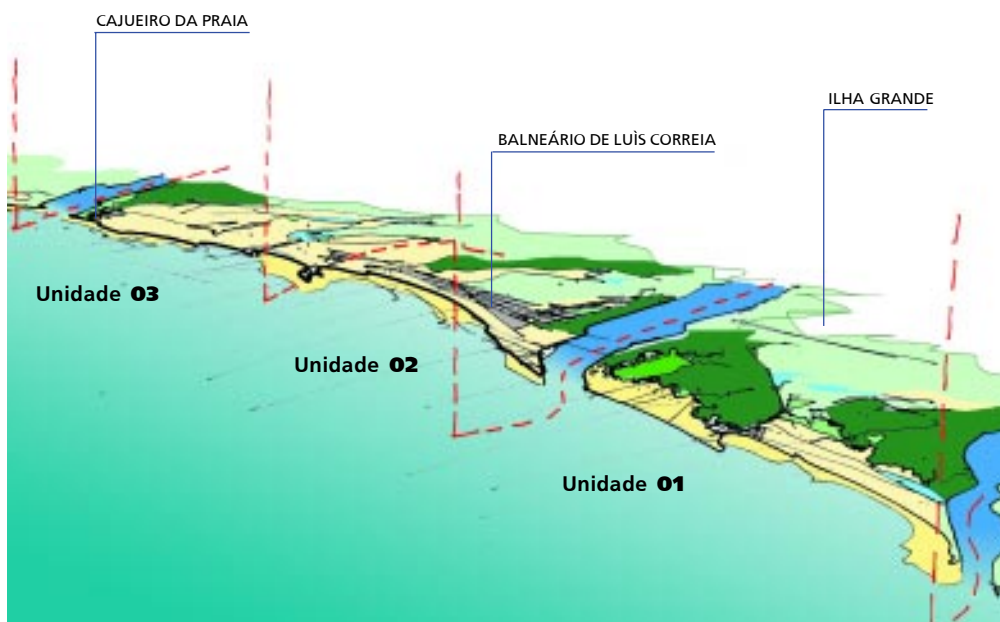 CAJUEIRO DA PRAIA
ILHA GRANDE
BALNEÁRIO DE LUÌS CORREIA
Unidade 03
Unidade 02
Unidade 01